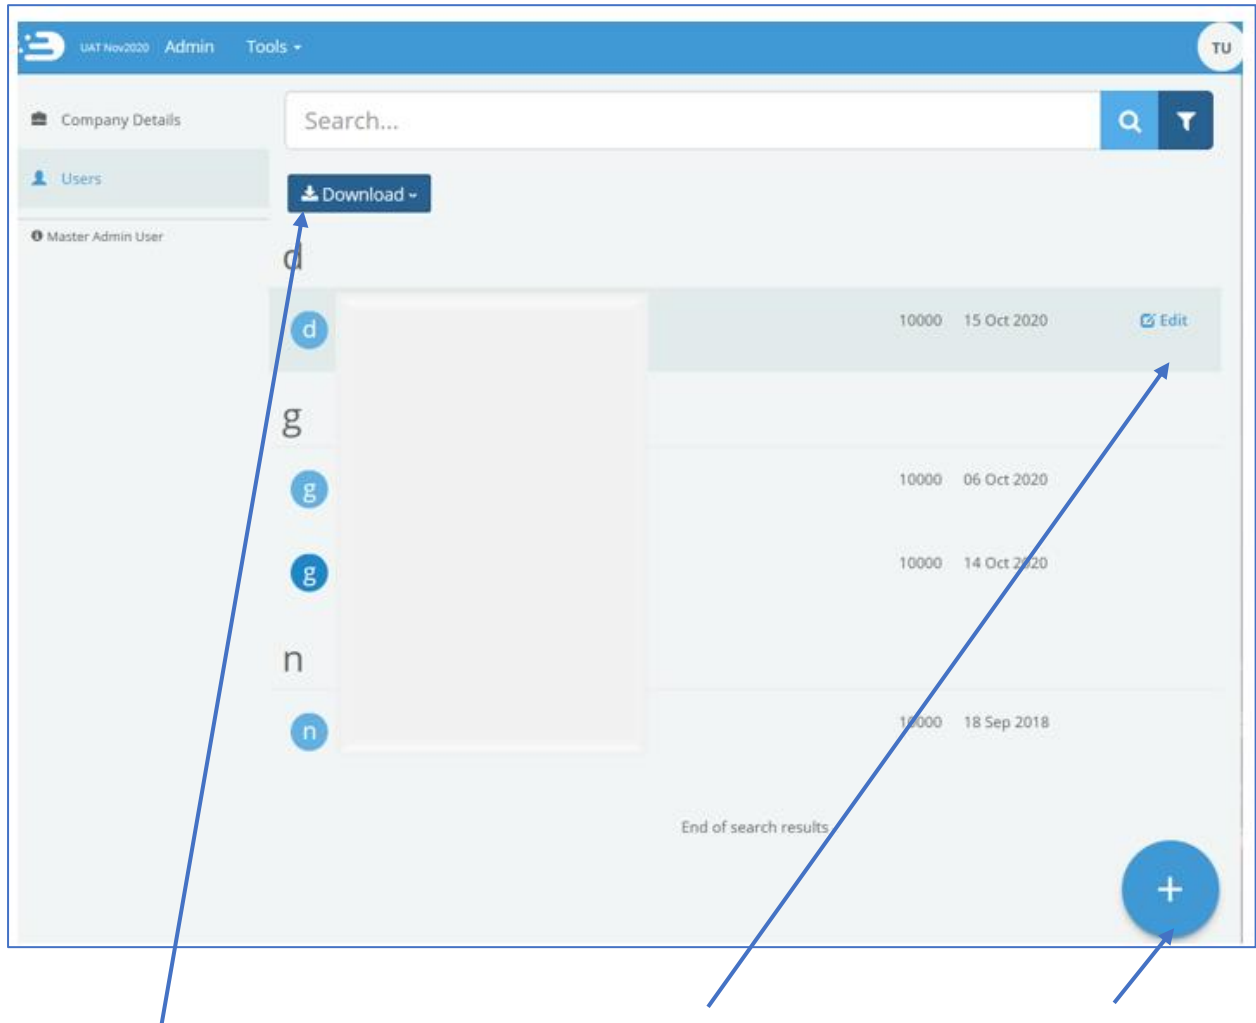 UAT Nov2020 Admin Tools
TU
Company Details
Search...
Users
Download
Master Admin User
d
d 10000 15 Oct 2020 Edit
g
g 10000 06 Oct 2020
g 10000 14 Oct 2020
n
n 10000 18 Sep 2018
End of search results
+